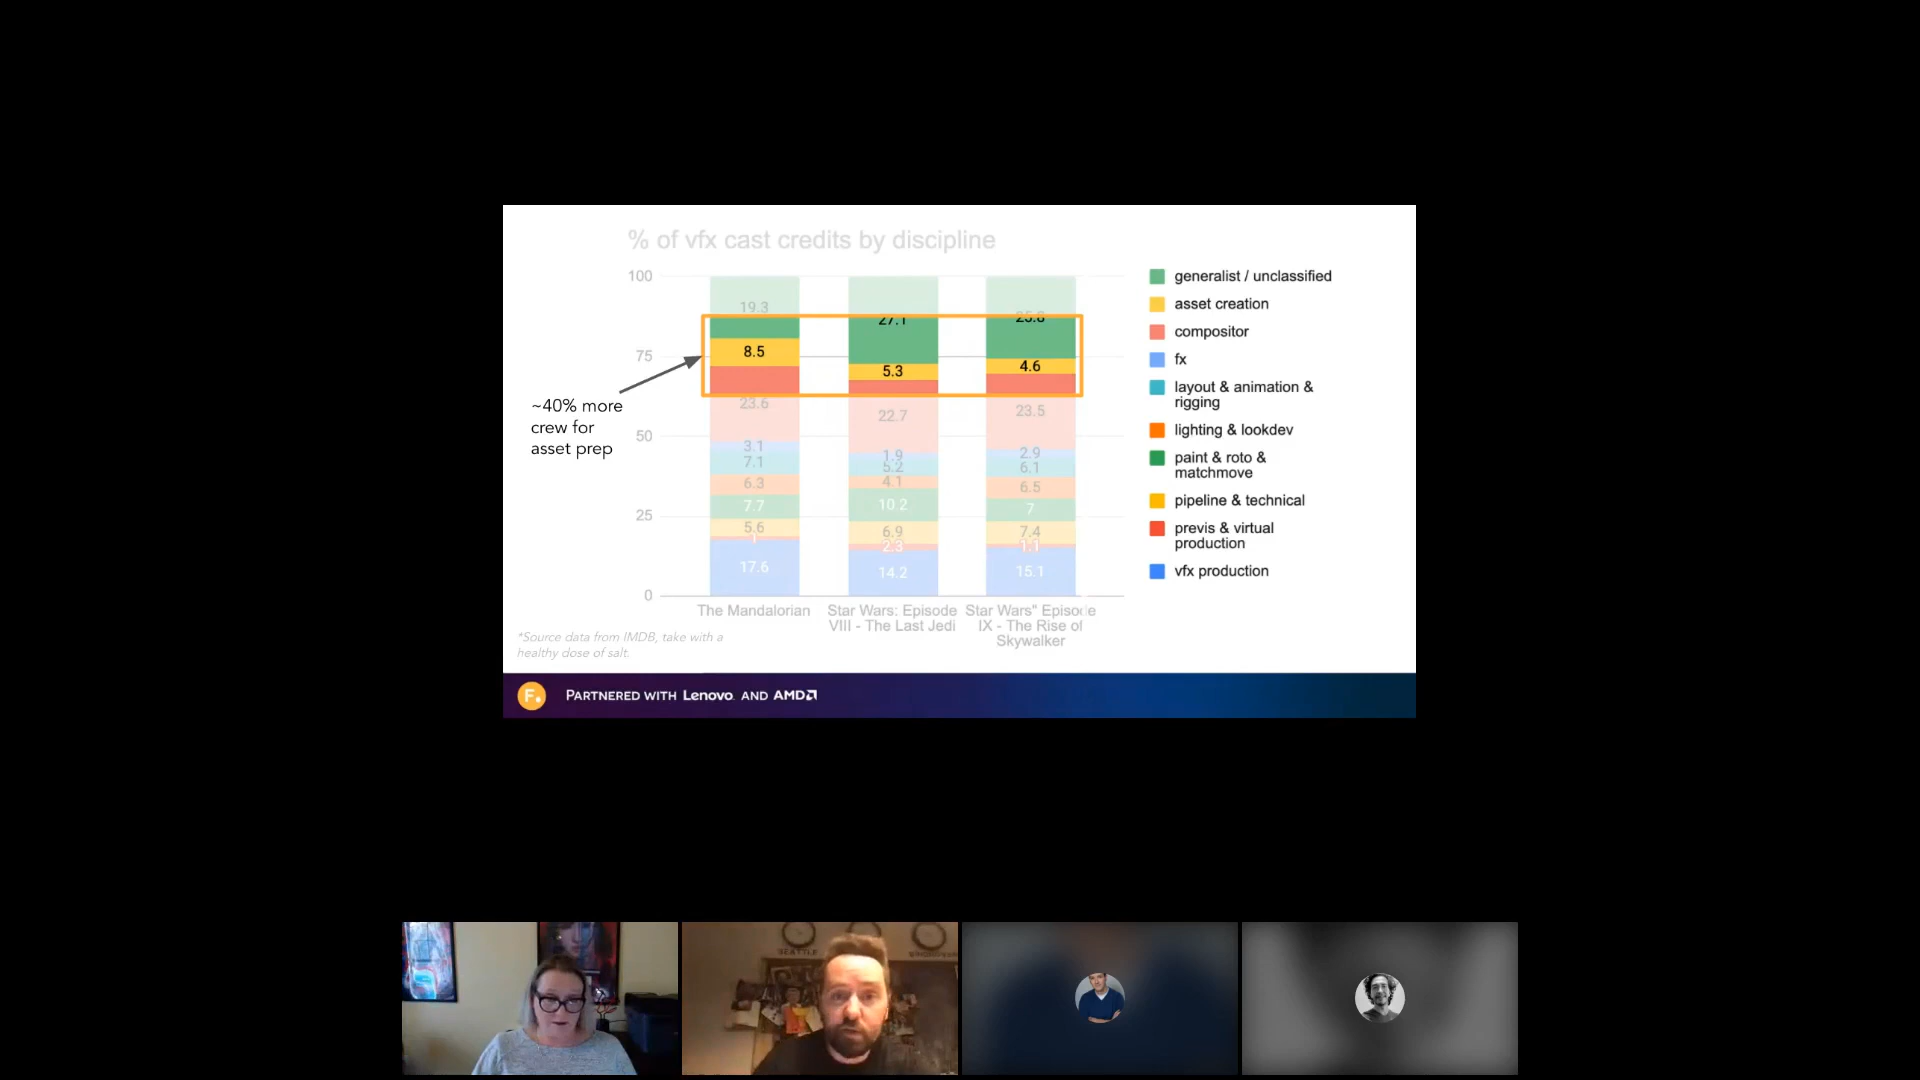 % of vfx cast credits by discipline
100
75
50
25
0
19.3
8.5
23.6
3.1
7.1
6.3
7.7
5.6
1
17.6
27.1
5.3
22.7
1.9
5.2
4.1
10.2
6.9
2.3
14.2
25.8
4.6
23.5
2.9
6.1
6.5
7
7.4
1.1
15.1
The Mandalorian
Star Wars: Episode
VIII - The Last Jedi
Star Wars" Episode
IX - The Rise of
Skywalker
~40% more
crew for
asset prep
generalist / unclassified
asset creation
compositor
fx
layout & animation &
rigging
lighting & lookdev
paint & roto &
matchmove
pipeline & technical
previs & virtual
production
vfx production
*Source data from IMDB, take with a
healthy dose of salt.
F.
PARTNERED WITH Lenovo. AND AMD